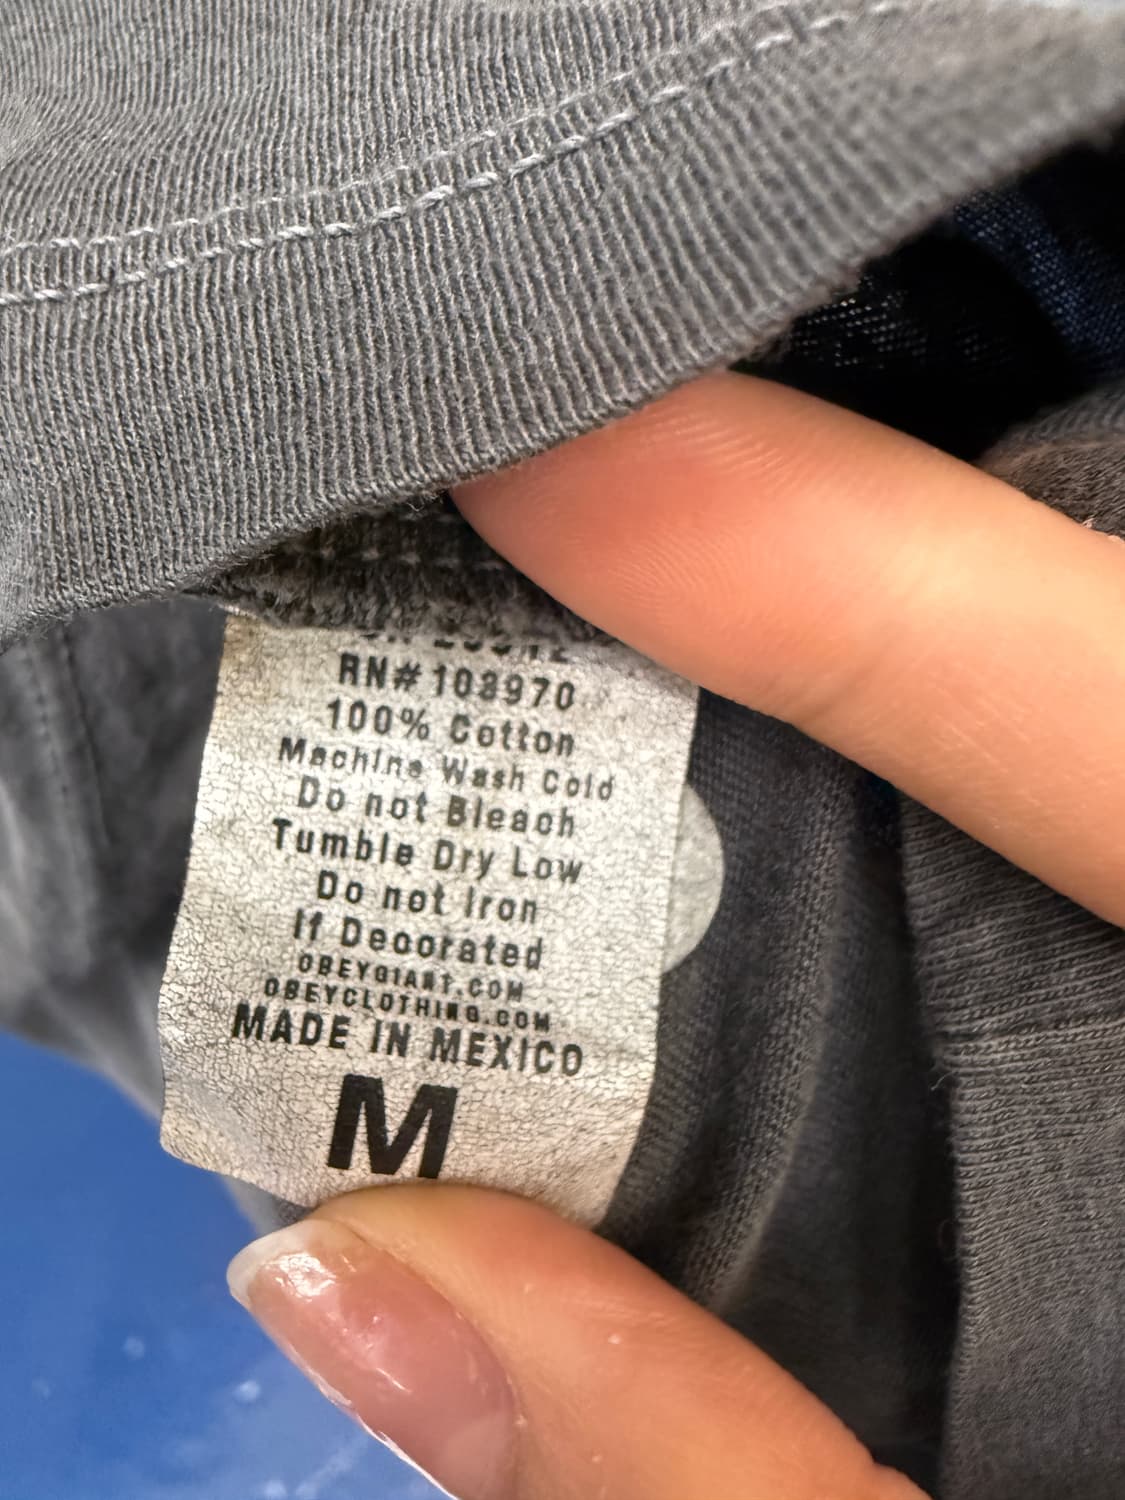 RN# 103970
100% Cotton
Machine Wash Cold
Do not Bleach
Tumble Dry Low
Do not Iron
If Decorated
OBEYGIANT.COM
OBEYCLOTHING.COM
MADE IN MEXICO
M